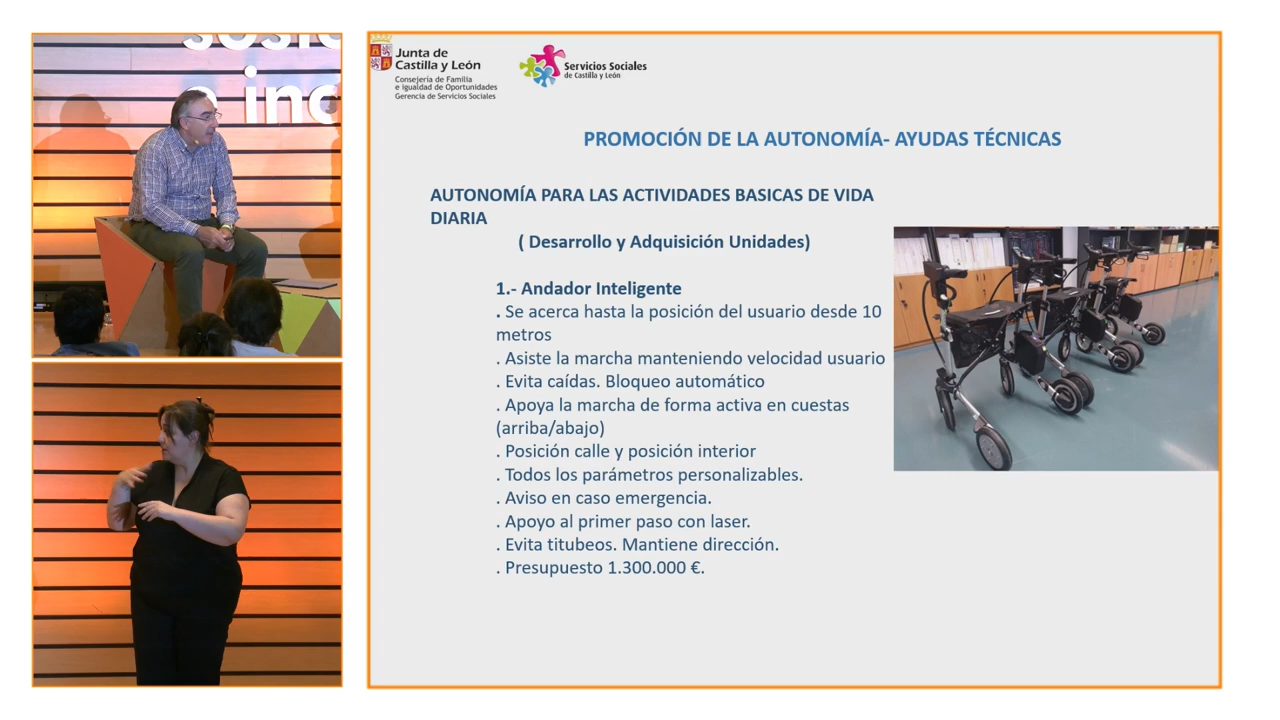 Junta de
Castilla y León
Consejería de Familia
e igualdad de Oportunidades
Gerencia de Servicios Sociales
Servicios Sociales
de Castilla y León
PROMOCIÓN DE LA AUTONOMÍA- AYUDAS TÉCNICAS
AUTONOMÍA PARA LAS ACTIVIDADES BASICAS DE VIDA
DIARIA
( Desarrollo y Adquisición Unidades)
1.- Andador Inteligente
. Se acerca hasta la posición del usuario desde 10
metros
. Asiste la marcha manteniendo velocidad usuario
. Evita caídas. Bloqueo automático
. Apoya la marcha de forma activa en cuestas
(arriba/abajo)
. Posición calle y posición interior
. Todos los parámetros personalizables.
. Aviso en caso emergencia.
. Apoyo al primer paso con laser.
. Evita titubeos. Mantiene dirección.
. Presupuesto 1.300.000 €.